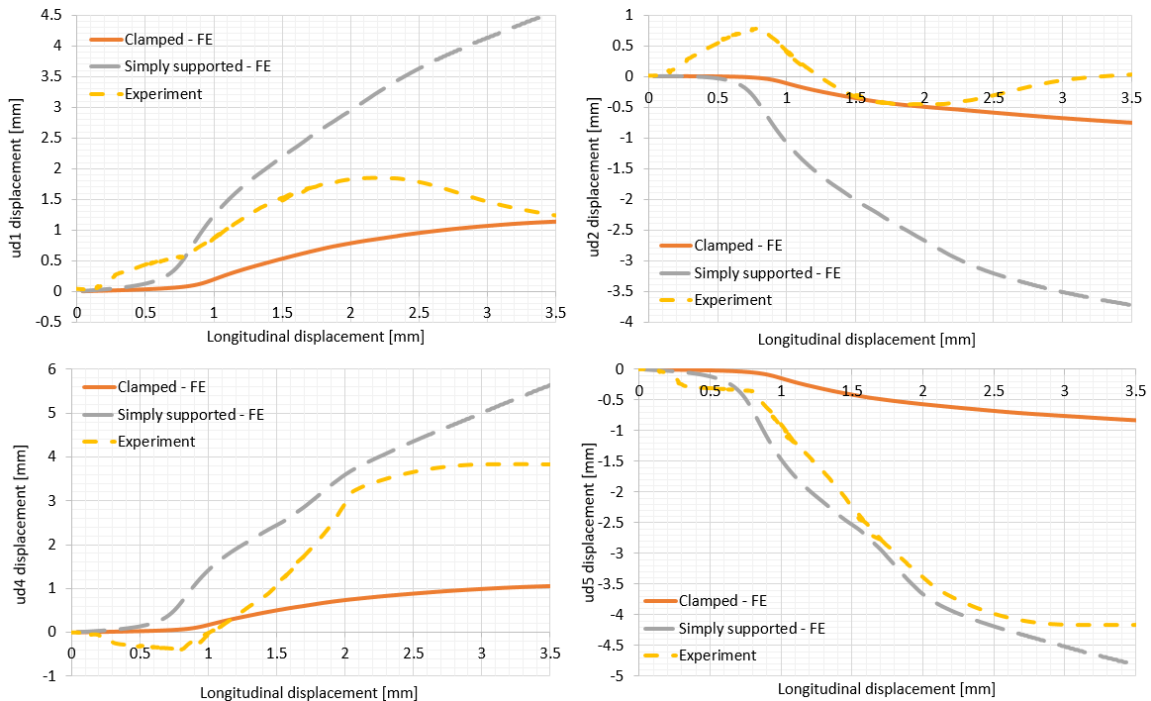 4.5
4
3.5
3
2.5
2
1.5
1
0.5
0
-0.5
0 0.5 1 1.5 2 2.5 3 3.5
ud1 displacement [mm]
Longitudinal displacement [mm]
Clamped - FE
Simply supported - FE
Experiment
1
0.5
0
-0.5
-1
-1.5
-2
-2.5
-3
-3.5
-4
0 0.5 1 1.5 2 2.5 3 3.5
ud2 displacement [mm]
Clamped - FE
Simply supported - FE
Experiment
Longitudinal displacement [mm]
6
5
4
3
2
1
0
-1
0 0.5 1 1.5 2 2.5 3 3.5
ud4 displacement [mm]
Longitudinal displacement [mm]
Clamped - FE
Simply supported - FE
Experiment
0
-0.5
-1
-1.5
-2
-2.5
-3
-3.5
-4
-4.5
-5
0 0.5 1 1.5 2 2.5 3 3.5
ud5 displacement [mm]
Clamped - FE
Simply supported - FE
Experiment
Longitudinal displacement [mm]